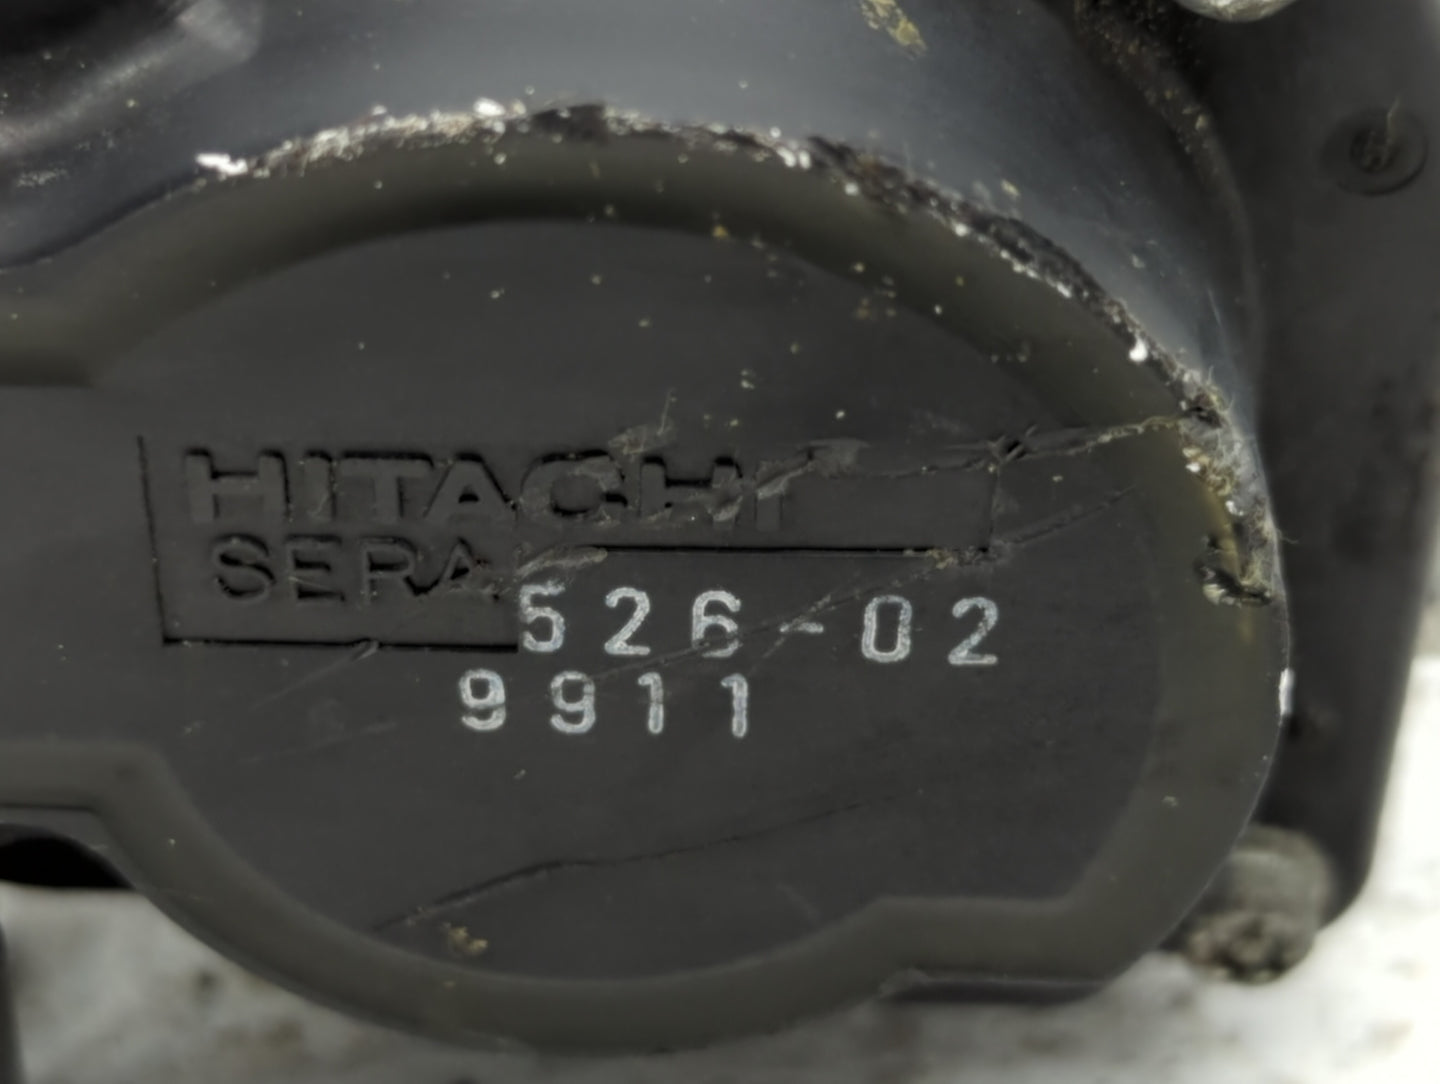 HITACHI
SERA
526-02
9911